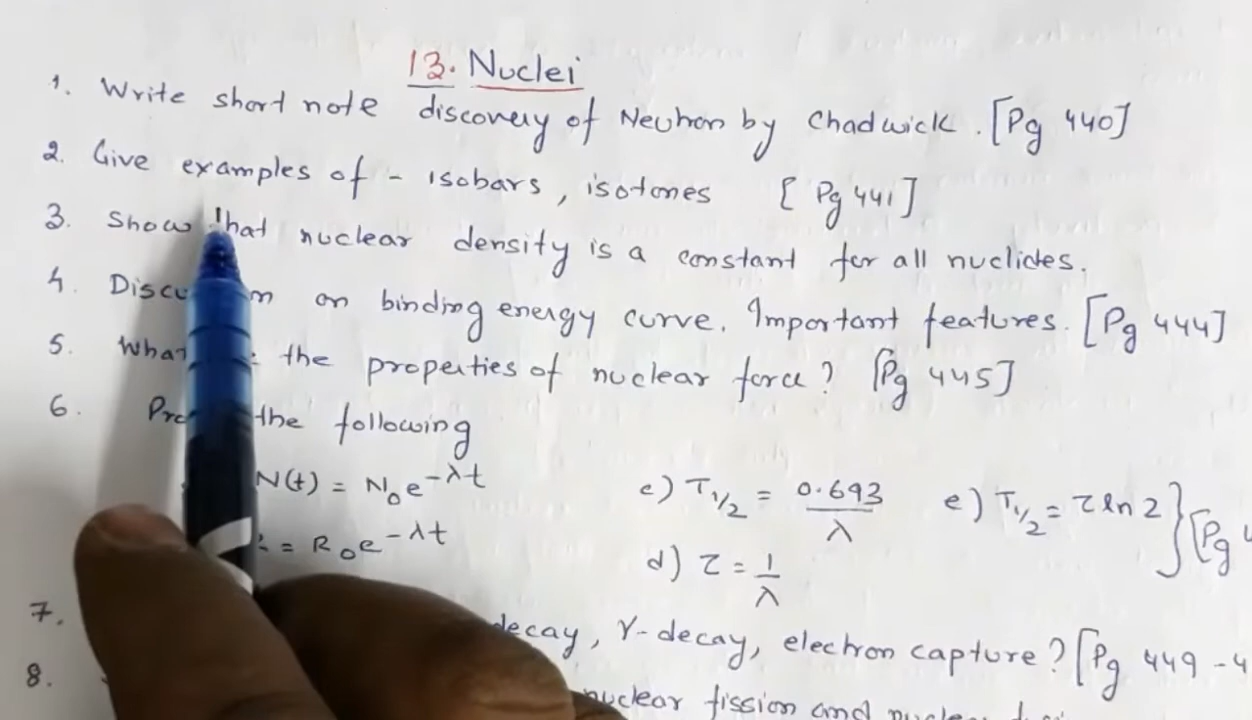 13. Nuclei
1. Write short note discovery of Neutron by Chadwick. [Pg 440]
2. Give examples of - isobars, isotones [Pg 441]
3. Show that nuclear density is a constant for all nuclides.
4. on binding energy curve. Important features. [Pg 444]
5. What the properties of nuclear force? [Pg 445]
6. the following
N(t) = N₀e^-λt c) T½ = 0.693/λ e) T½ = τ ln 2 } [Pg
= R₀e^-λt d) τ = 1/λ
7. decay, γ-decay, electron capture? [Pg 449 - 4
8. nuclear fission and